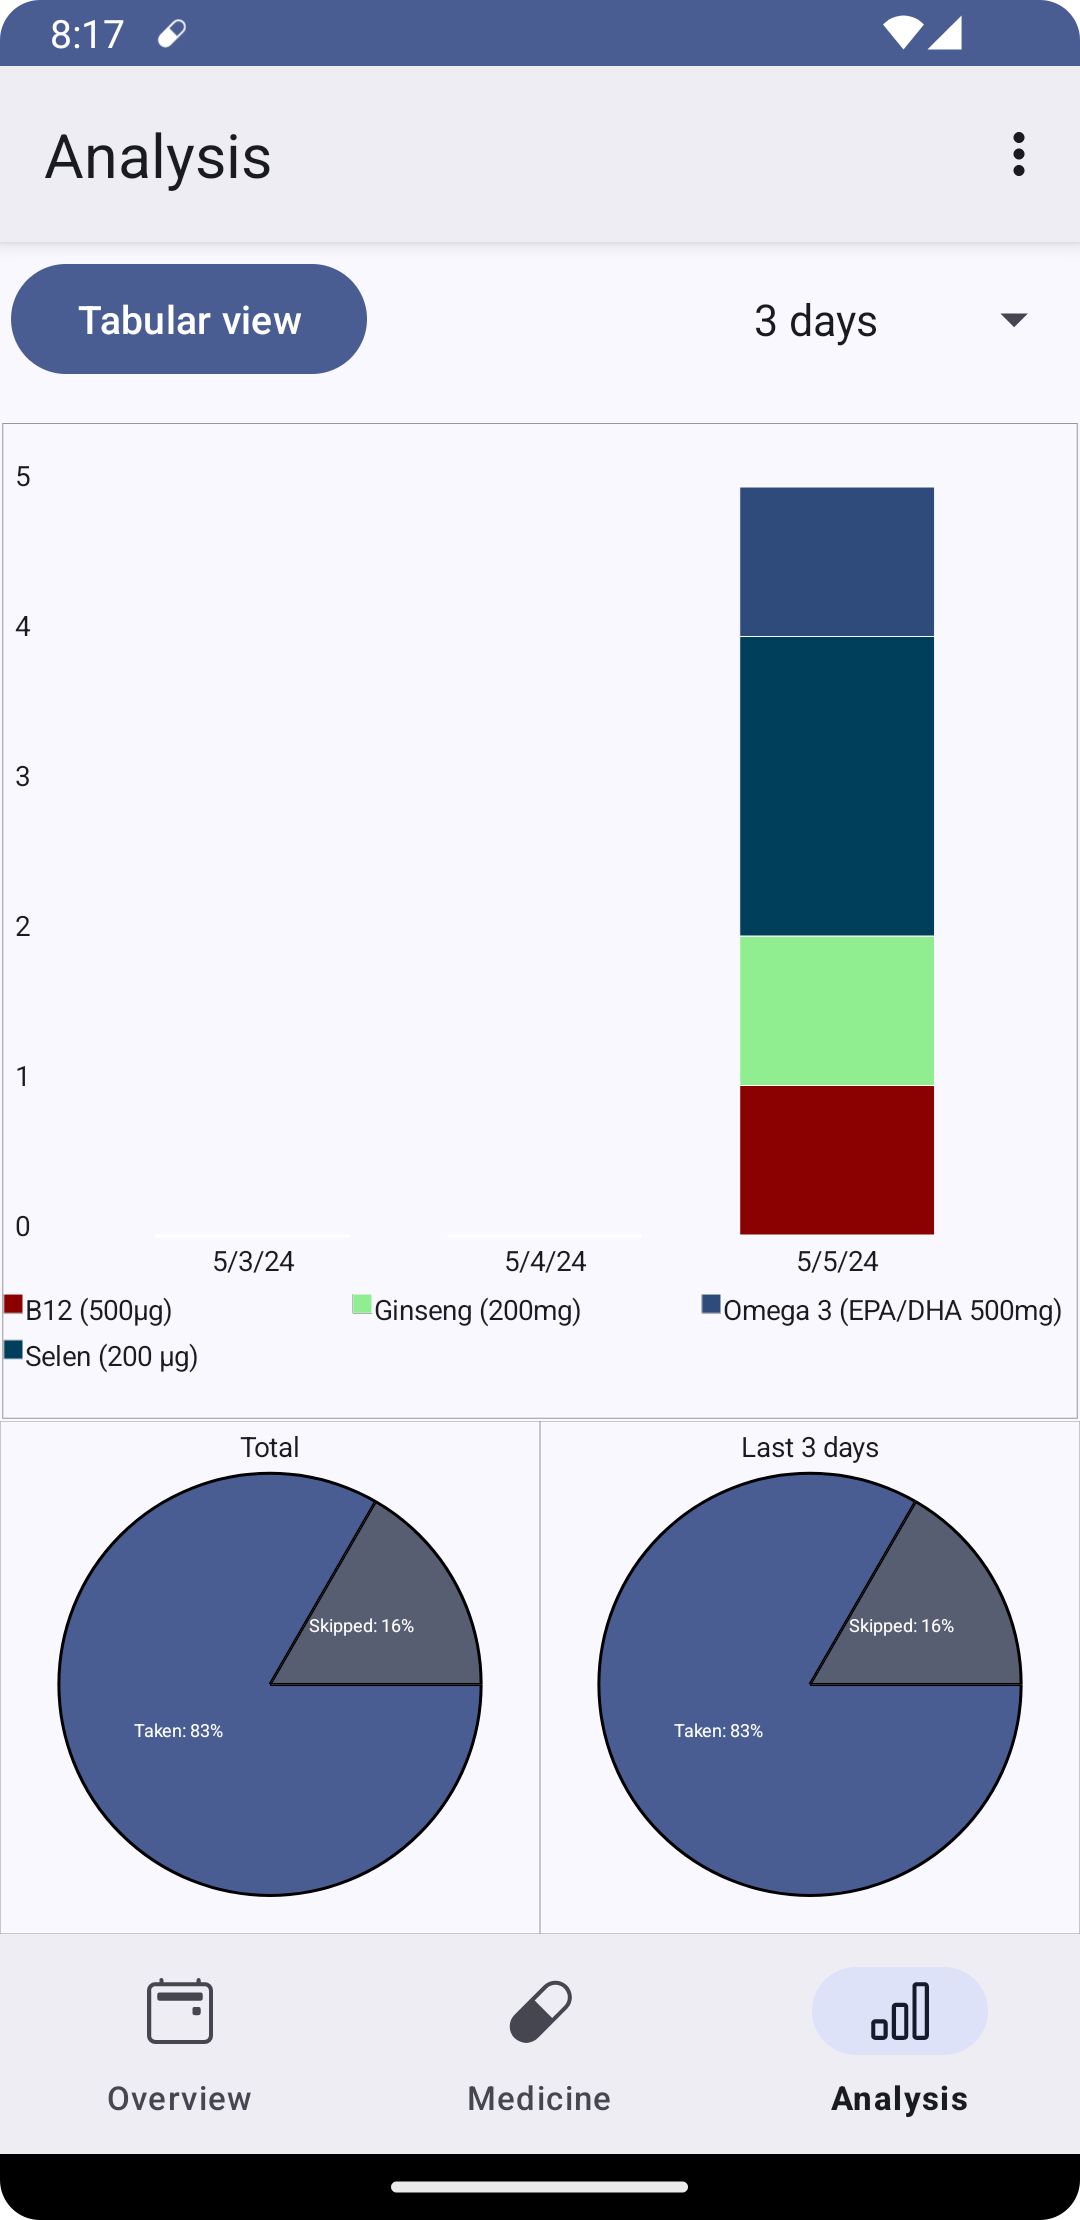 8:17
Analysis
Tabular view
3 days
5
4
3
2
1
0
5/3/24 5/4/24 5/5/24
B12 (500µg) Ginseng (200mg) Omega 3 (EPA/DHA 500mg)
Selen (200 µg)
Total
Skipped: 16%
Taken: 83%
Last 3 days
Skipped: 16%
Taken: 83%
Overview Medicine Analysis